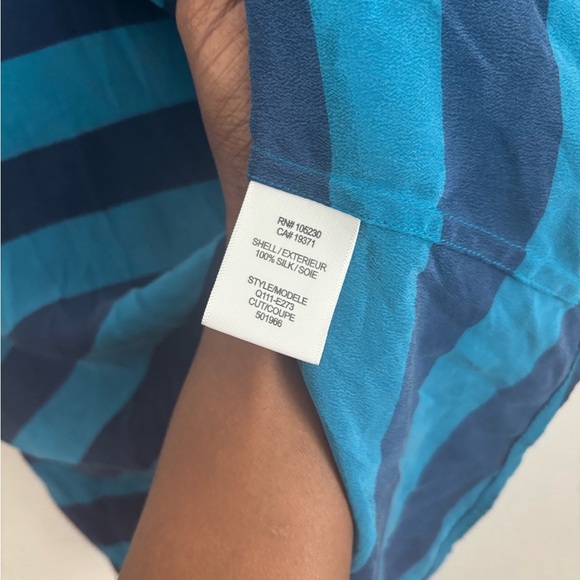 RN# 105230
CA# 19371
SHELL/EXTERIEUR
100% SILK/SOIE
STYLE/MODELE
Q111-E273
CUT/COUPE
501966